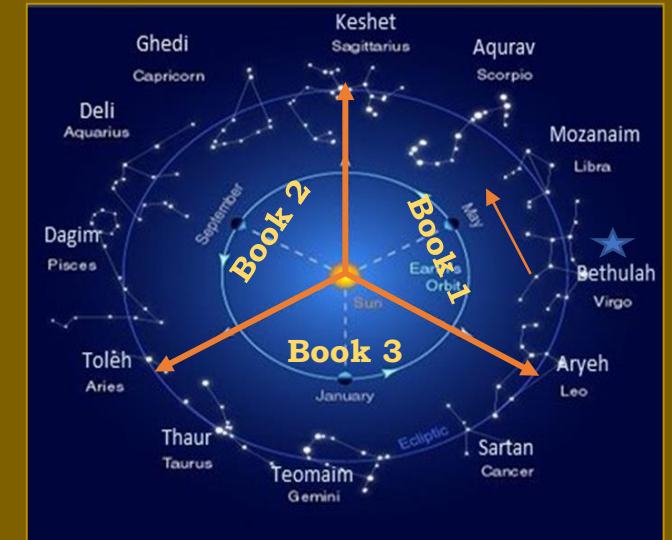 Keshet
Sagittarius
Ghedi
Capricorn
Aqurav
Scorpio
Deli
Aquarius
Mozanaim
Libra
September
Book 2
Book 1
May
Dagim
Pisces
Earth's
Orbit
Bethulah
Virgo
Sun
Book 3
Toleh
Aries
Aryeh
Leo
January
Thaur
Taurus
Ecliptic
Sartan
Cancer
Teomaim
Gemini